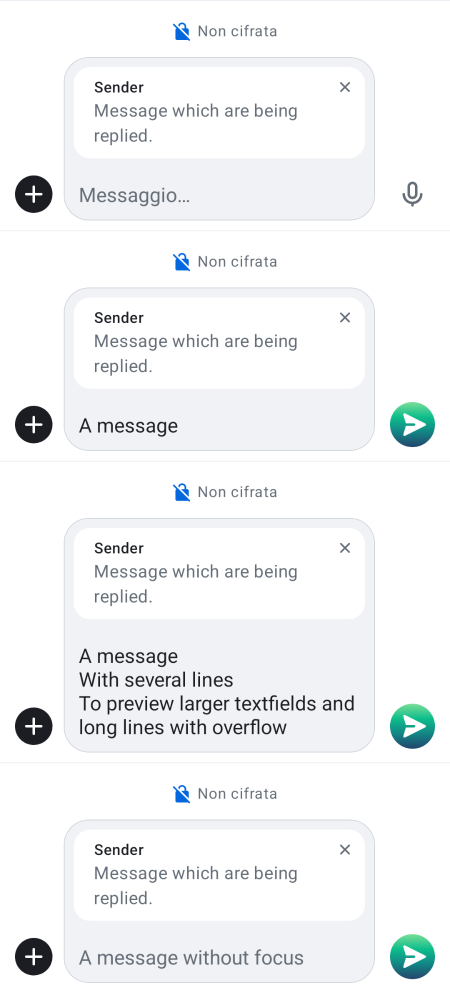 Non cifrata
Sender
Message which are being
replied.
Messaggio…
Non cifrata
Sender
Message which are being
replied.
A message
Non cifrata
Sender
Message which are being
replied.
A message
With several lines
To preview larger textfields and
long lines with overflow
Non cifrata
Sender
Message which are being
replied.
A message without focus